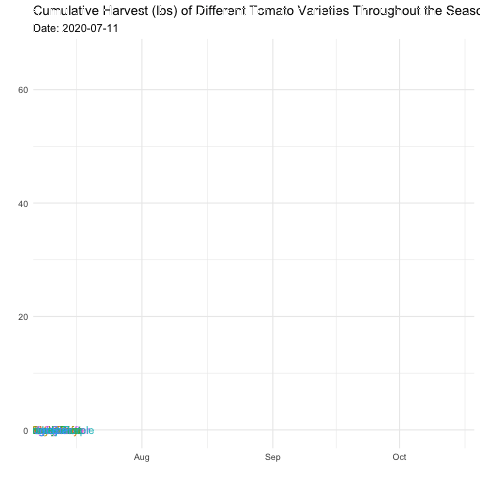 Cumulative Harvest (lbs) of Different Tomato Varieties Throughout the Seaso
Date: 2020-07-11
60
40
20
0
Aug Sep Oct